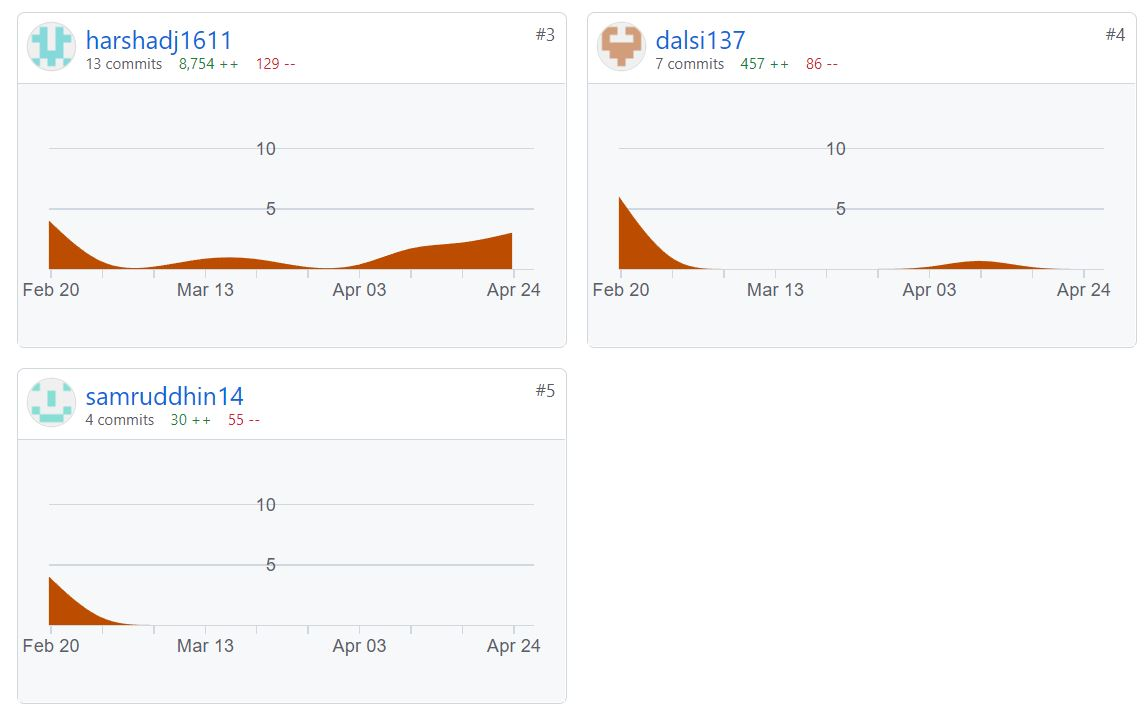 harshadj1611 #3
13 commits 8,754 ++ 129 --
10
5
Feb 20 Mar 13 Apr 03 Apr 24
dalsi137 #4
7 commits 457 ++ 86 --
10
5
Feb 20 Mar 13 Apr 03 Apr 24
samruddhin14 #5
4 commits 30 ++ 55 --
10
5
Feb 20 Mar 13 Apr 03 Apr 24